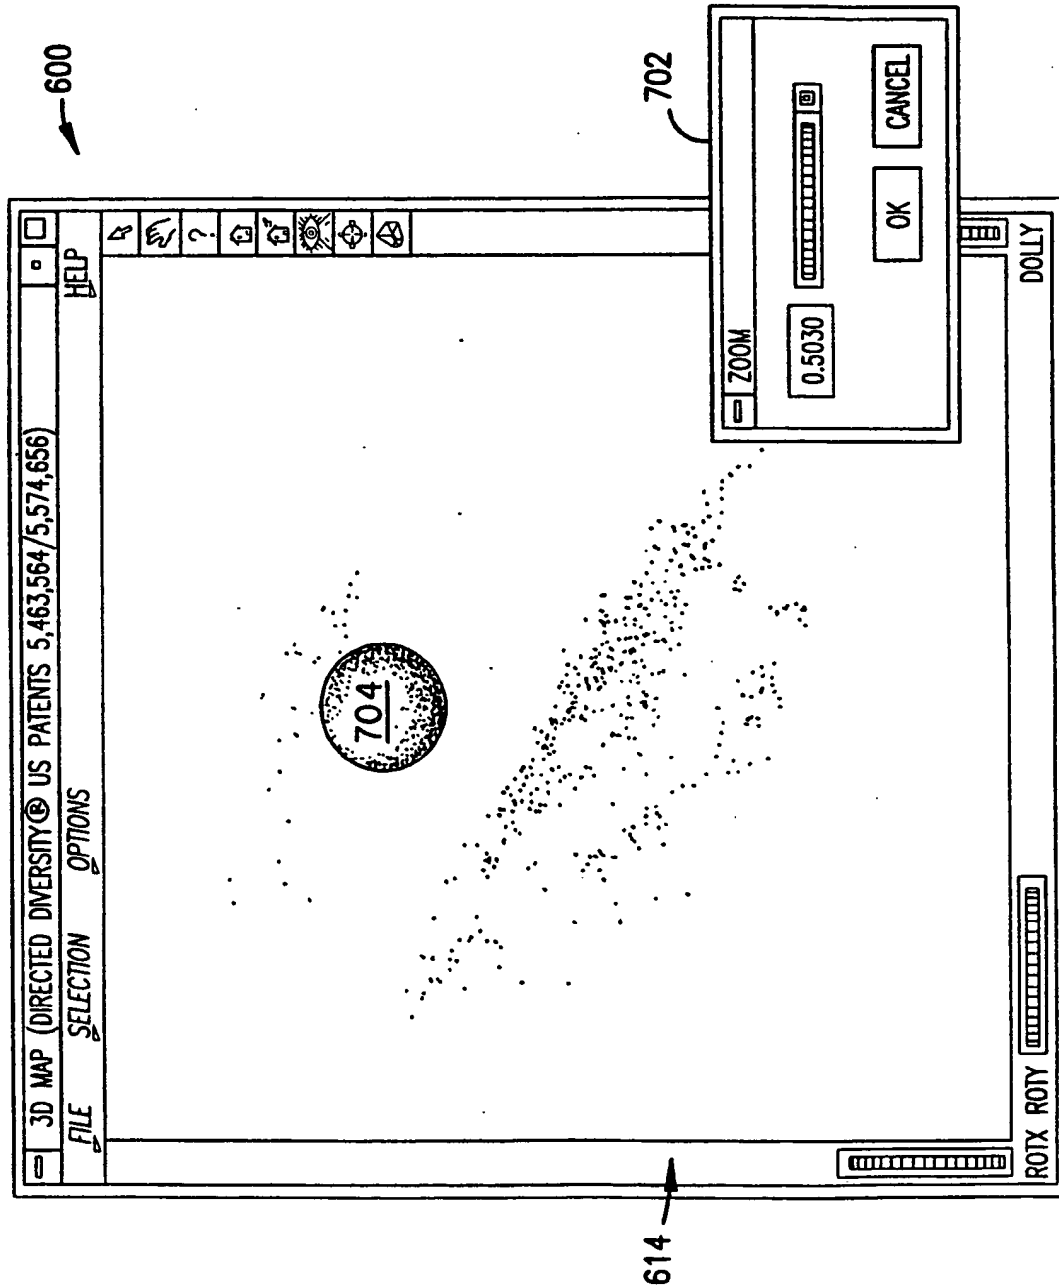 600
3D MAP (DIRECTED DIVERSITY® US PATENTS 5,463,564/5,574,656)
FILE SELECTION OPTIONS HELP
?
704
702
ZOOM
0.5030
OK CANCEL
614
ROTX ROTY DOLLY